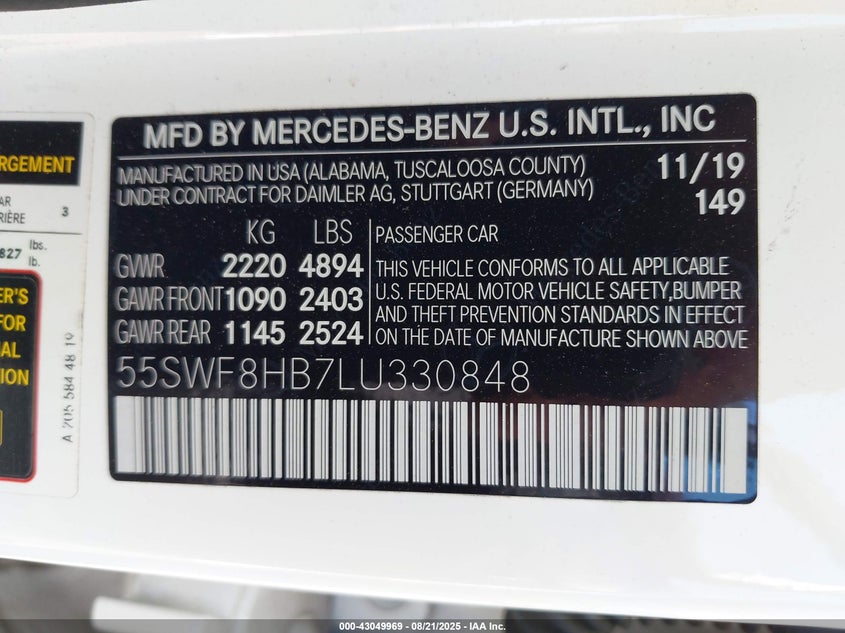 MFD BY MERCEDES-BENZ U.S. INTL., INC
MANUFACTURED IN USA (ALABAMA, TUSCALOOSA COUNTY) 11/19
UNDER CONTRACT FOR DAIMLER AG, STUTTGART (GERMANY) 149
KG LBS PASSENGER CAR
GVWR 2220 4894
GAWR FRONT 1090 2403
GAWR REAR 1145 2524
THIS VEHICLE CONFORMS TO ALL APPLICABLE
U.S. FEDERAL MOTOR VEHICLE SAFETY,BUMPER
AND THEFT PREVENTION STANDARDS IN EFFECT
ON THE DATE OF MANUFACTURE SHOWN ABOVE
55SWF8HB7LU330848
RGEMENT
AR
RIÈRE 3
827 lbs.
lb.
ER'S
FOR
AL
TION
A 205 584 48 19
000-43049969 - 08/21/2025 - IAA Inc.